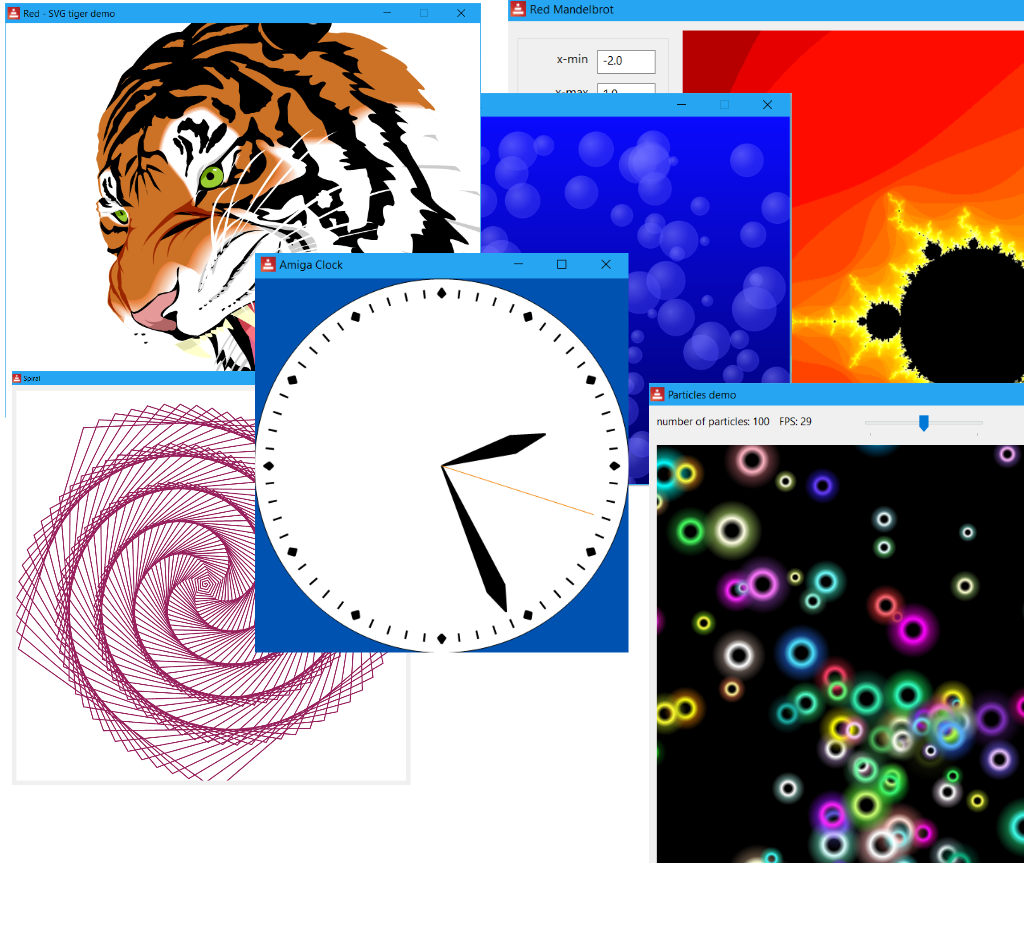 Red - SVG tiger demo
Red Mandelbrot
x-min
-2.0
x-max
1.0
Amiga Clock
Spiral
Particles demo
number of particles: 100 FPS: 29